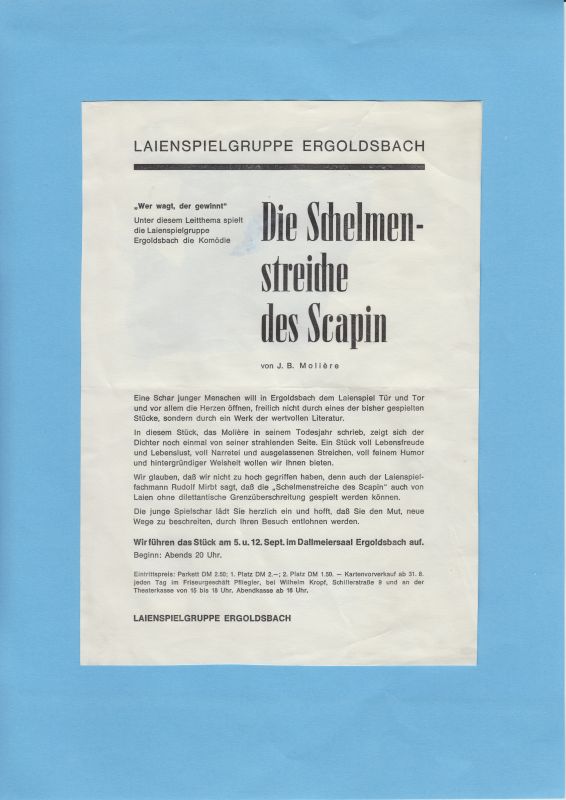 LAIENSPIELGRUPPE ERGOLDSBACH
„Wer wagt, der gewinnt“
Unter diesem Leitthema spielt
die Laienspielgruppe
Ergoldsbach die Komödie
Die Schelmen-
streiche
des Scapin
von J. B. Molière
Eine Schar junger Menschen will in Ergoldsbach dem Laienspiel Tür und Tor
und vor allem die Herzen öffnen, freilich nicht durch eines der bisher gespielten
Stücke, sondern durch ein Werk der wertvollen Literatur.
In diesem Stück, das Molière in seinem Todesjahr schrieb, zeigt sich der
Dichter noch einmal von seiner strahlenden Seite. Ein Stück voll Lebensfreude
und Lebenslust, voll Narretei und ausgelassenen Streichen, voll feinem Humor
und hintergründiger Weisheit wollen wir Ihnen bieten.
Wir glauben, daß wir nicht zu hoch gegriffen haben, denn auch der Laienspiel-
fachmann Rudolf Mirbt sagt, daß die „Schelmenstreiche des Scapin“ auch von
Laien ohne dilettantische Grenzüberschreitung gespielt werden können.
Die junge Spielschar lädt Sie herzlich ein und hofft, daß Sie den Mut, neue
Wege zu beschreiten, durch Ihren Besuch entlohnen werden.
Wir führen das Stück am 5. u. 12. Sept. im Dallmeiersaal Ergoldsbach auf.
Beginn: Abends 20 Uhr.
Eintrittspreis: Parkett DM 2.50; 1. Platz DM 2.—; 2. Platz DM 1.50. — Kartenvorverkauf ab 31. 8.
jeden Tag im Friseurgeschäft Pfliegler, bei Wilhelm Kropf, Schillerstraße 9 und an der
Theaterkasse von 15 bis 18 Uhr. Abendkasse ab 18 Uhr.
LAIENSPIELGRUPPE ERGOLDSBACH